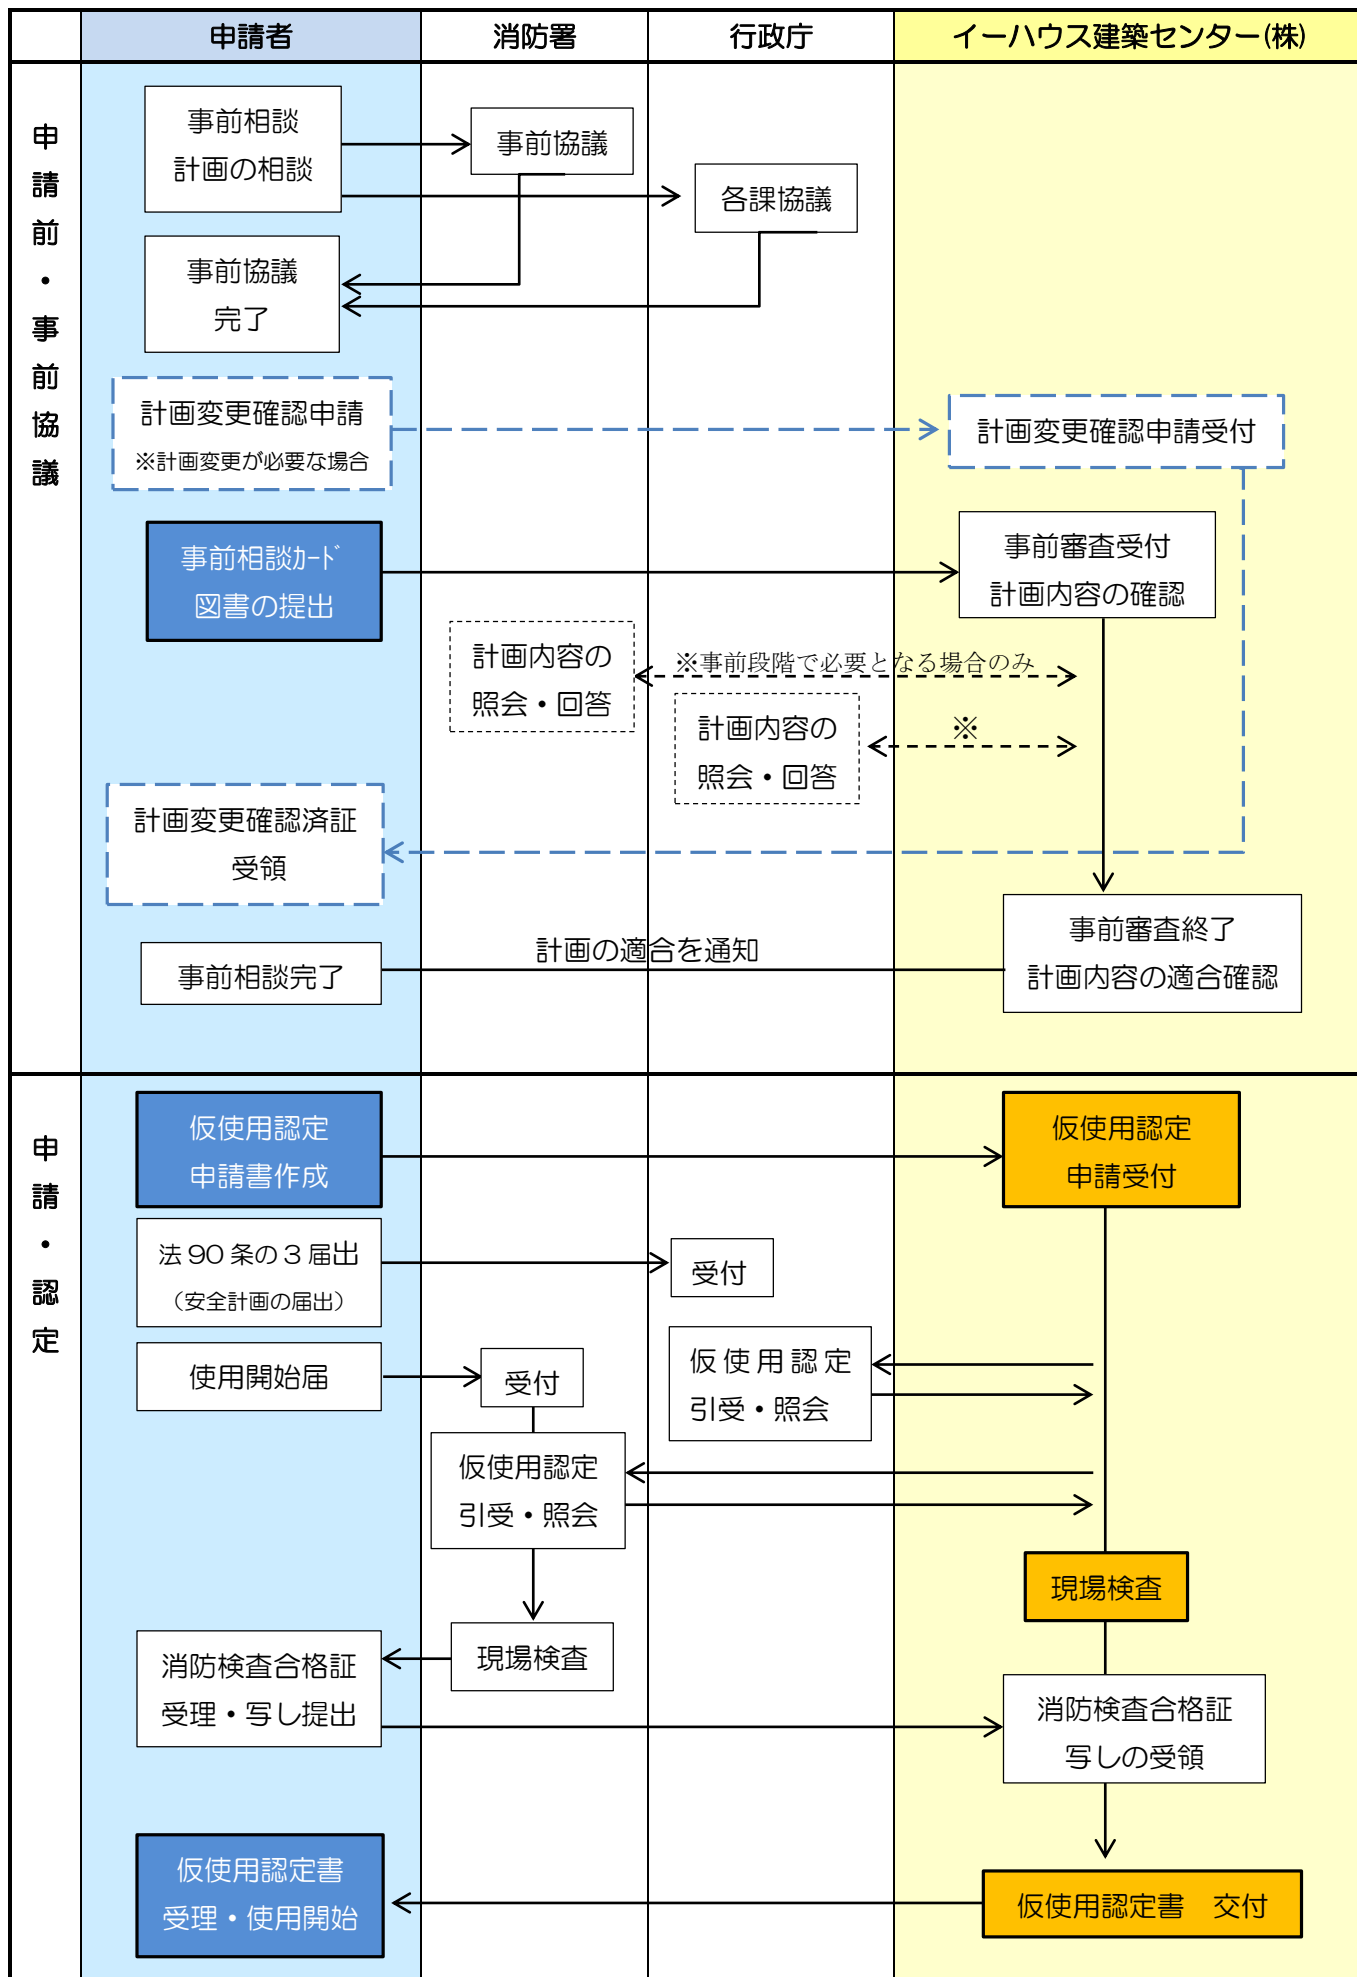 申請者
消防署
行政庁
イーハウス建築センター(株)
申請前・事前協議
事前相談
計画の相談
事前協議
各課協議
事前協議
完了
計画変更確認申請
※計画変更が必要な場合
計画変更確認申請受付
事前相談ｶｰﾄﾞ
図書の提出
事前審査受付
計画内容の確認
計画内容の
照会・回答
※事前段階で必要となる場合のみ
計画内容の
照会・回答
※
計画変更確認済証
受領
事前審査終了
計画内容の適合確認
計画の適合を通知
事前相談完了
申請・認定
仮使用認定
申請書作成
仮使用認定
申請受付
法90条の3届出
（安全計画の届出）
受付
使用開始届
受付
仮使用認定
引受・照会
仮使用認定
引受・照会
現場検査
現場検査
消防検査合格証
受理・写し提出
消防検査合格証
写しの受領
仮使用認定書
受理・使用開始
仮使用認定書　交付